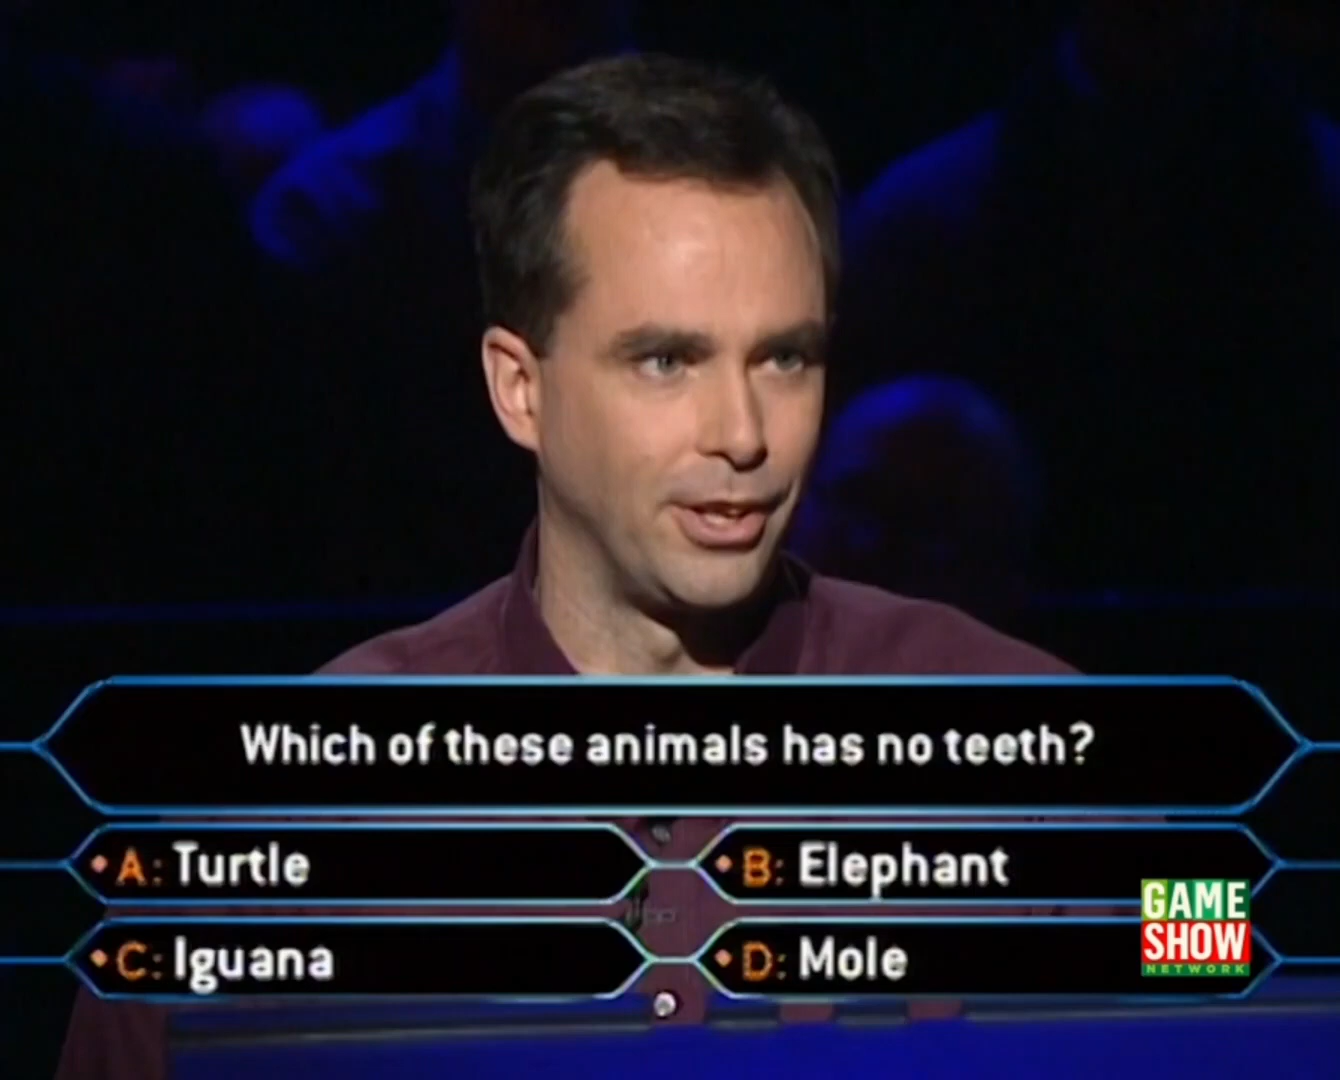 Which of these animals has no teeth?
A: Turtle
B: Elephant
C: Iguana
D: Mole
GAME
SHOW
NETWORK